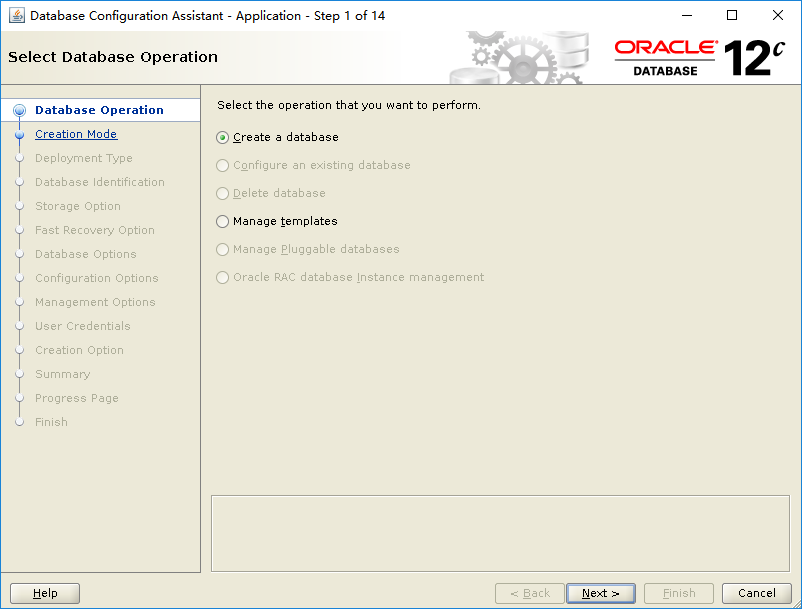 Database Configuration Assistant - Application - Step 1 of 14
Select Database Operation
ORACLE
DATABASE
12c
Database Operation
Creation Mode
Deployment Type
Database Identification
Storage Option
Fast Recovery Option
Database Options
Configuration Options
Management Options
User Credentials
Creation Option
Summary
Progress Page
Finish
Select the operation that you want to perform.
Create a database
Configure an existing database
Delete database
Manage templates
Manage Pluggable databases
Oracle RAC database Instance management
Help
< Back
Next >
Finish
Cancel